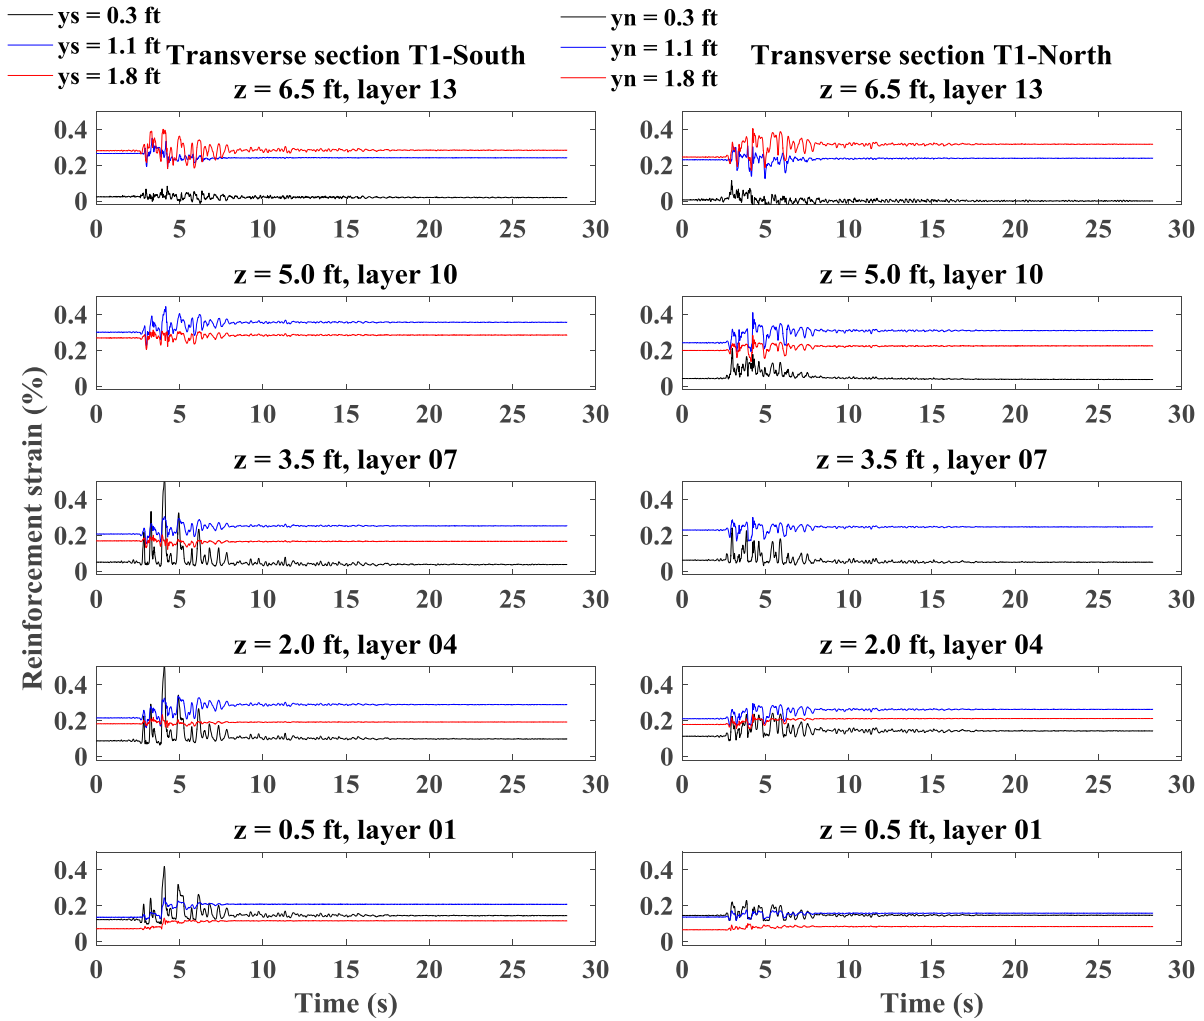 ys = 0.3 ft
ys = 1.1 ft
ys = 1.8 ft
Transverse section T1-South
z = 6.5 ft, layer 13
yn = 0.3 ft
yn = 1.1 ft
yn = 1.8 ft
Transverse section T1-North
z = 6.5 ft, layer 13
0.4
0.2
0
0 5 10 15 20 25 30
0.4
0.2
0
0 5 10 15 20 25 30
z = 5.0 ft, layer 10
0.4
0.2
0
0 5 10 15 20 25 30
z = 5.0 ft, layer 10
0.4
0.2
0
0 5 10 15 20 25 30
Reinforcement strain (%)
z = 3.5 ft, layer 07
0.4
0.2
0
0 5 10 15 20 25 30
z = 3.5 ft , layer 07
0.4
0.2
0
0 5 10 15 20 25 30
z = 2.0 ft, layer 04
0.4
0.2
0
0 5 10 15 20 25 30
z = 2.0 ft, layer 04
0.4
0.2
0
0 5 10 15 20 25 30
z = 0.5 ft, layer 01
0.4
0.2
0
0 5 10 15 20 25 30
Time (s)
z = 0.5 ft, layer 01
0.4
0.2
0
0 5 10 15 20 25 30
Time (s)